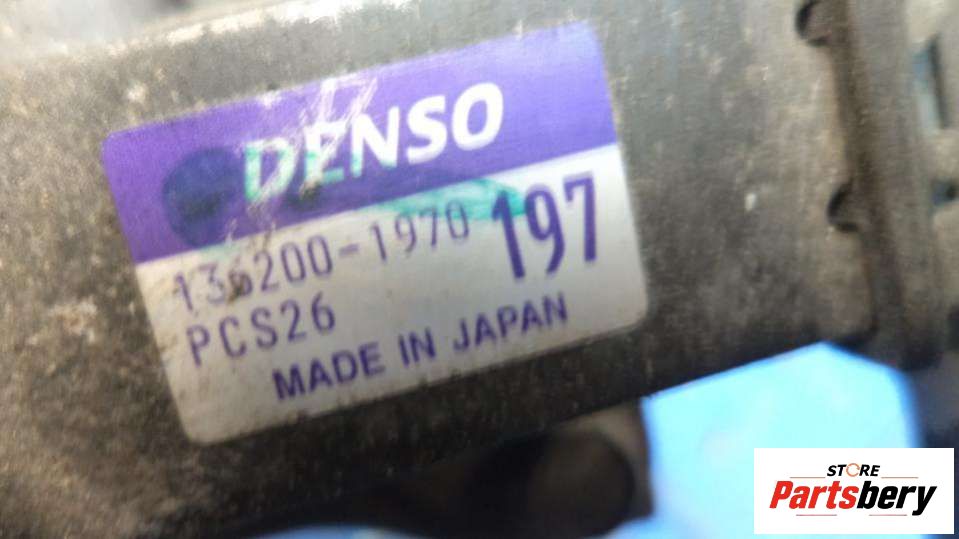 DENSO
136200-1970 197
PCS26
MADE IN JAPAN
STORE
Partsbery